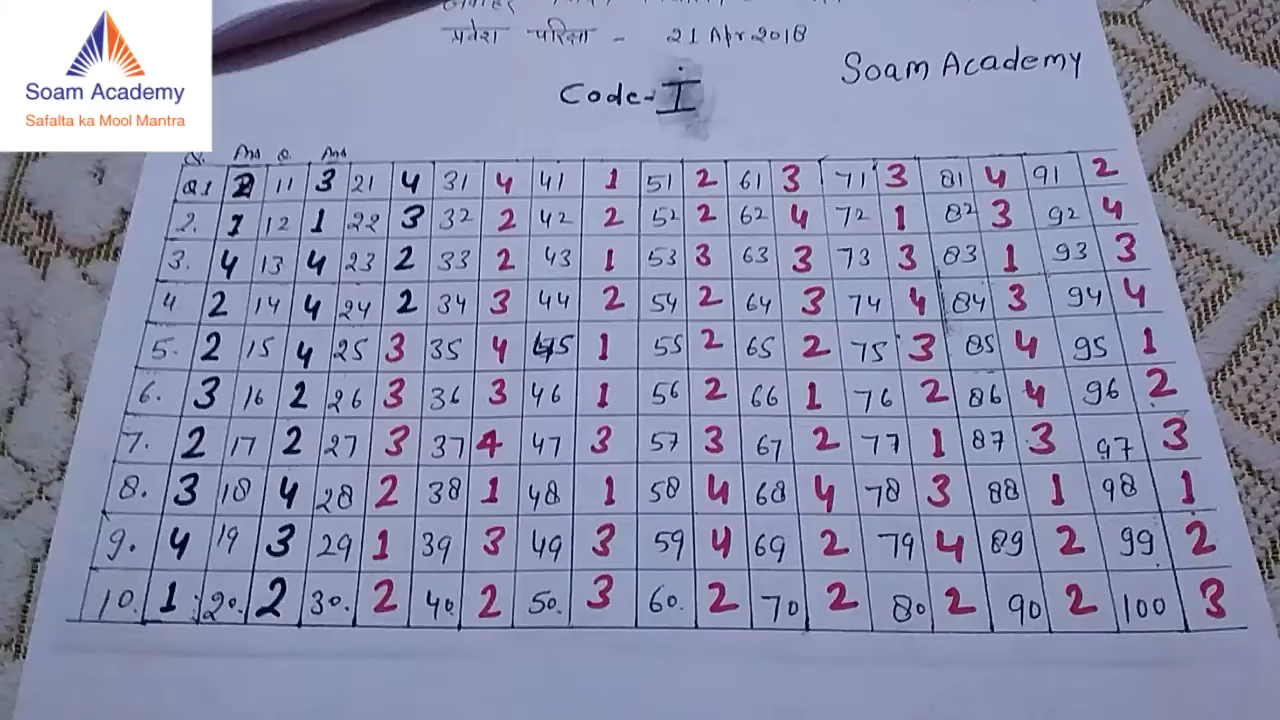 प्रवेश परिक्षा - 21 Apr 2018
Soam Academy
Safalta ka Mool Mantra
Soam Academy
Code-I
Q. Ans Q. Ans
Q1 2 11 3 21 4 31 4 41 1 51 2 61 3 71 3 81 4 91 2
2. 1 12 1 22 3 32 2 42 2 52 2 62 4 72 1 82 3 92 4
3. 4 13 4 23 2 33 2 43 1 53 3 63 3 73 3 83 1 93 3
4 2 14 4 24 2 34 3 44 2 54 2 64 3 74 4 84 3 94 4
5. 2 15 4 25 3 35 4 45 1 55 2 65 2 75 3 85 4 95 1
6. 3 16 2 26 3 36 3 46 1 56 2 66 1 76 2 86 4 96 2
7. 2 17 2 27 3 37 4 47 3 57 3 67 2 77 1 87 3 97 3
8. 3 18 4 28 2 38 1 48 1 58 4 68 4 78 3 88 1 98 1
9. 4 19 3 29 1 39 3 49 3 59 4 69 2 79 4 89 2 99 2
10. 1 20. 2 30. 2 40. 2 50. 3 60. 2 70 2 80 2 90 2 100 3